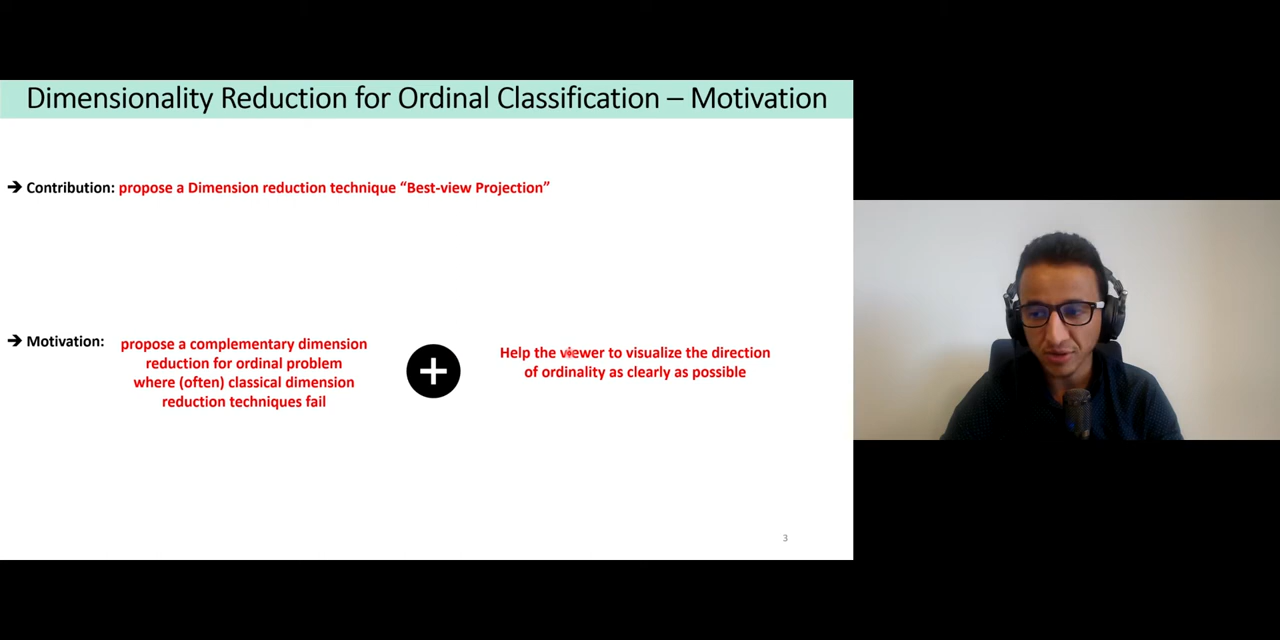 Dimensionality Reduction for Ordinal Classification – Motivation
➔ Contribution: propose a Dimension reduction technique “Best-view Projection”
➔ Motivation:
propose a complementary dimension
reduction for ordinal problem
where (often) classical dimension
reduction techniques fail
+
Help the viewer to visualize the direction
of ordinality as clearly as possible
3